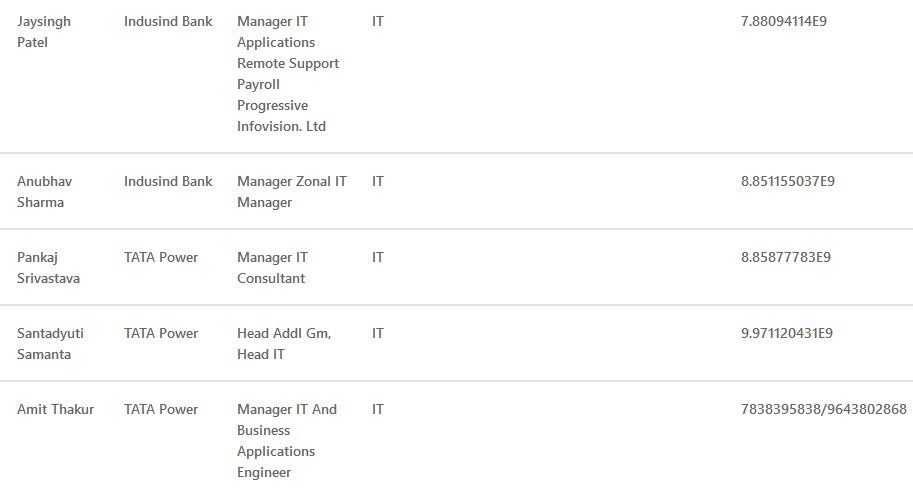 Jaysingh Indusind Bank Manager IT IT 7.88094114E9
Patel Applications
Remote Support
Payroll
Progressive
Infovision. Ltd
Anubhav Indusind Bank Manager Zonal IT IT 8.851155037E9
Sharma Manager
Pankaj TATA Power Manager IT IT 8.85877783E9
Srivastava Consultant
Santadyuti TATA Power Head Addl Gm, IT 9.971120431E9
Samanta Head IT
Amit Thakur TATA Power Manager IT And IT 7838395838/9643802868
Business
Applications
Engineer